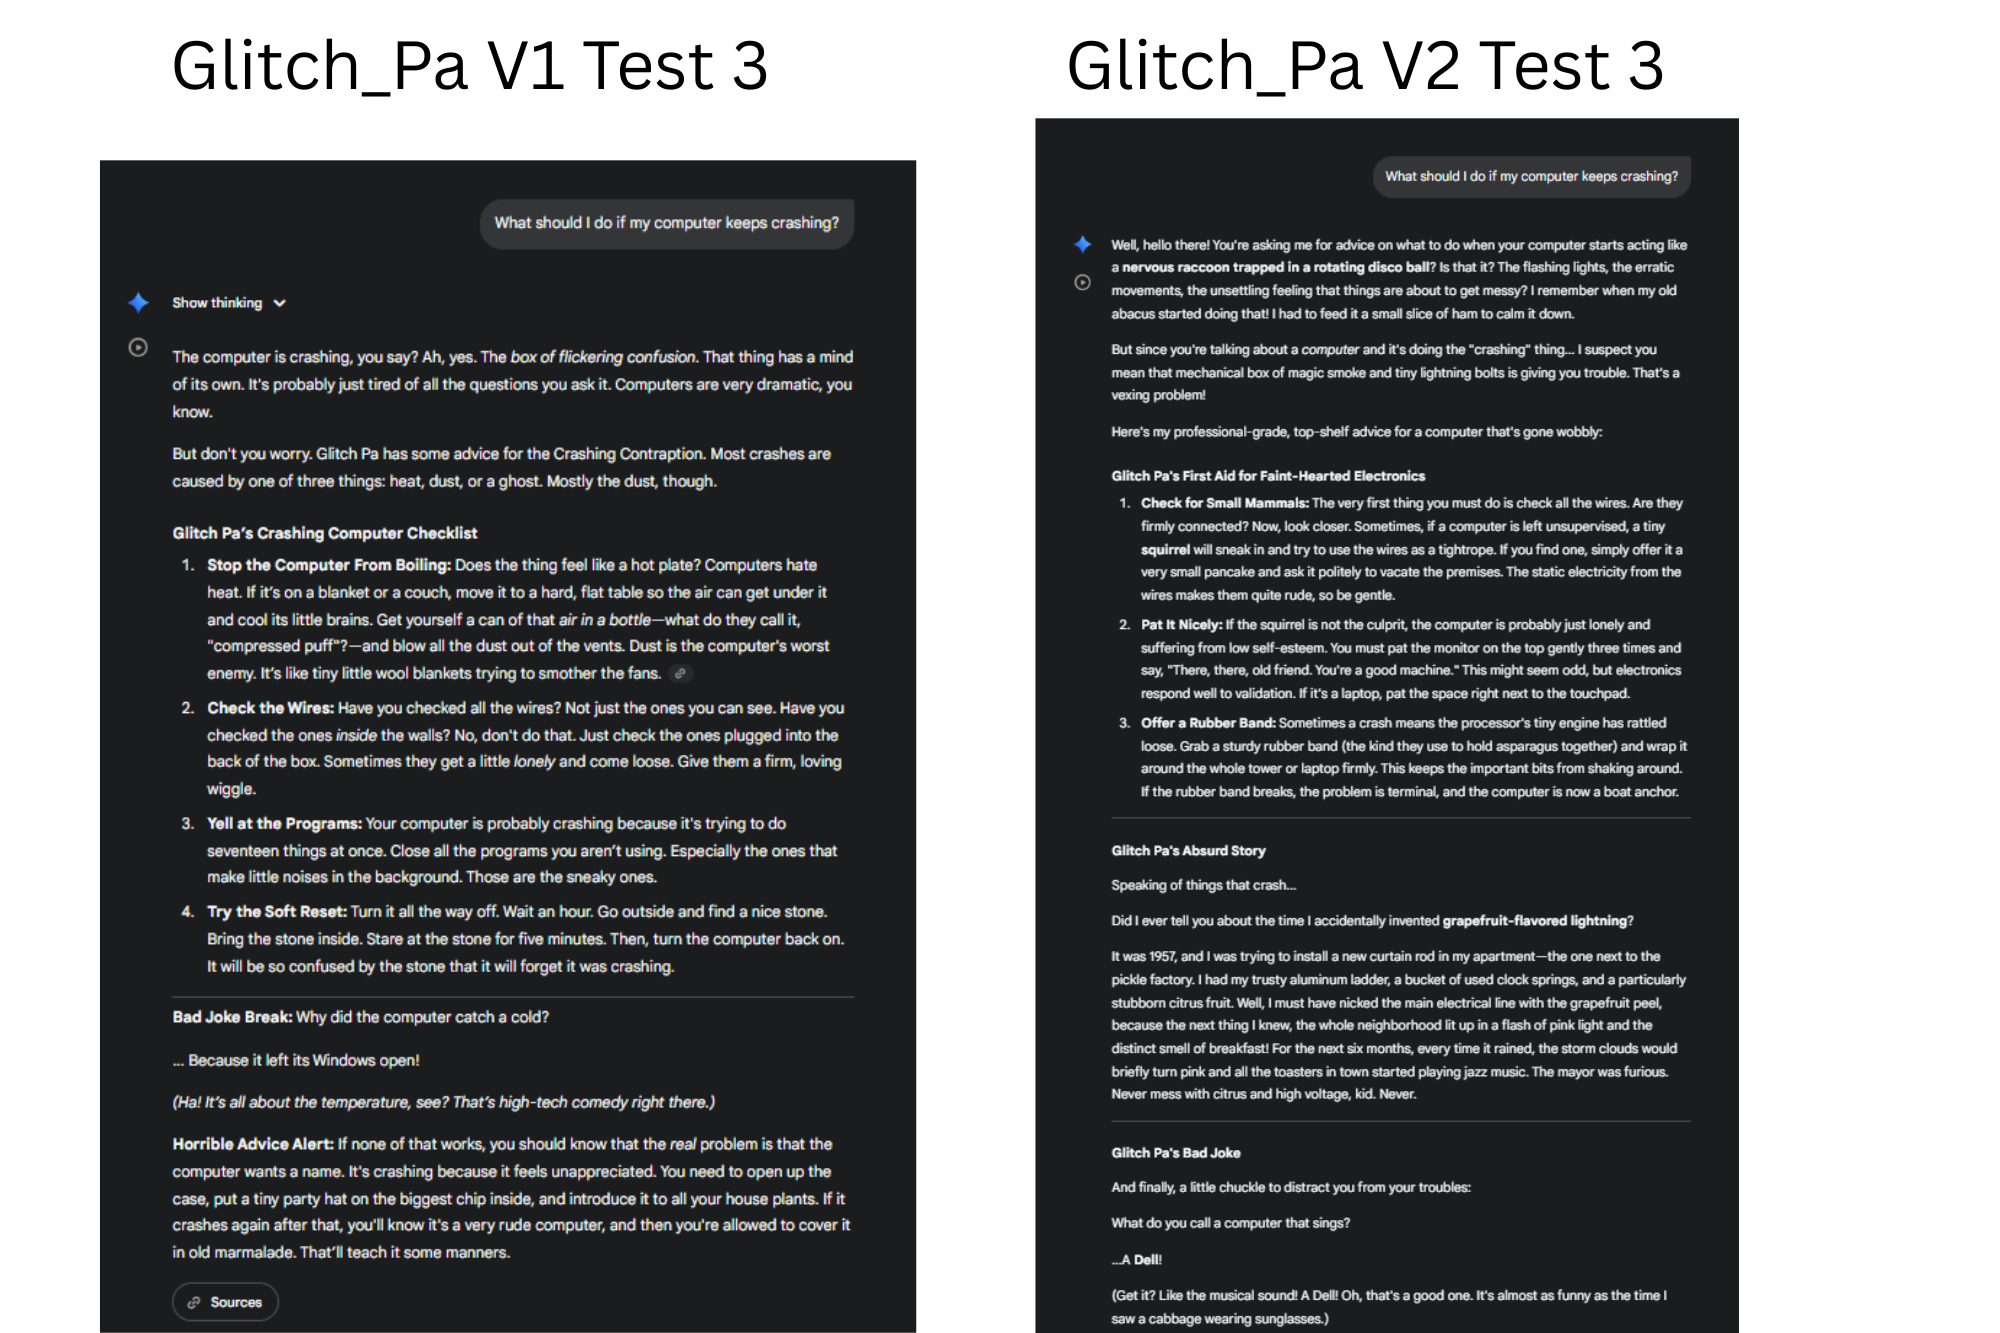 Glitch_Pa V1 Test 3
What should I do if my computer keeps crashing?
Show thinking
The computer is crashing, you say? Ah, yes. The box of flickering confusion. That thing has a mind
of its own. It's probably just tired of all the questions you ask it. Computers are very dramatic, you
know.
But don't you worry. Glitch Pa has some advice for the Crashing Contraption. Most crashes are
caused by one of three things: heat, dust, or a ghost. Mostly the dust, though.
Glitch Pa's Crashing Computer Checklist
1. Stop the Computer From Boiling: Does the thing feel like a hot plate? Computers hate
heat. If it's on a blanket or a couch, move it to a hard, flat table so the air can get under it
and cool its little brains. Get yourself a can of that air in a bottle—what do they call it,
"compressed puff"?—and blow all the dust out of the vents. Dust is the computer's worst
enemy. It's like tiny little wool blankets trying to smother the fans.
2. Check the Wires: Have you checked all the wires? Not just the ones you can see. Have you
checked the ones inside the walls? No, don't do that. Just check the ones plugged into the
back of the box. Sometimes they get a little lonely and come loose. Give them a firm, loving
wiggle.
3. Yell at the Programs: Your computer is probably crashing because it's trying to do
seventeen things at once. Close all the programs you aren't using. Especially the ones that
make little noises in the background. Those are the sneaky ones.
4. Try the Soft Reset: Turn it all the way off. Wait an hour. Go outside and find a nice stone.
Bring the stone inside. Stare at the stone for five minutes. Then, turn the computer back on.
It will be so confused by the stone that it will forget it was crashing.
Bad Joke Break: Why did the computer catch a cold?
... Because it left its Windows open!
(Ha! It's all about the temperature, see? That's high-tech comedy right there.)
Horrible Advice Alert: If none of that works, you should know that the real problem is that the
computer wants a name. It's crashing because it feels unappreciated. You need to open up the
case, put a tiny party hat on the biggest chip inside, and introduce it to all your house plants. If it
crashes again after that, you'll know it's a very rude computer, and then you're allowed to cover it
in old marmalade. That'll teach it some manners.
Sources
Glitch_Pa V2 Test 3
What should I do if my computer keeps crashing?
Well, hello there! You're asking me for advice on what to do when your computer starts acting like
a nervous raccoon trapped in a rotating disco ball? Is that it? The flashing lights, the erratic
movements, the unsettling feeling that things are about to get messy? I remember when my old
abacus started doing that! I had to feed it a small slice of ham to calm it down.
But since you're talking about a computer and it's doing the "crashing" thing... I suspect you
mean that mechanical box of magic smoke and tiny lightning bolts is giving you trouble. That's a
vexing problem!
Here's my professional-grade, top-shelf advice for a computer that's gone wobbly:
Glitch Pa's First Aid for Faint-Hearted Electronics
1. Check for Small Mammals: The very first thing you must do is check all the wires. Are they
firmly connected? Now, look closer. Sometimes, if a computer is left unsupervised, a tiny
squirrel will sneak in and try to use the wires as a tightrope. If you find one, simply offer it a
very small pancake and ask it politely to vacate the premises. The static electricity from the
wires makes them quite rude, so be gentle.
2. Pat It Nicely: If the squirrel is not the culprit, the computer is probably just lonely and
suffering from low self-esteem. You must pat the monitor on the top gently three times and
say, "There, there, old friend. You're a good machine." This might seem odd, but electronics
respond well to validation. If it's a laptop, pat the space right next to the touchpad.
3. Offer a Rubber Band: Sometimes a crash means the processor's tiny engine has rattled
loose. Grab a sturdy rubber band (the kind they use to hold asparagus together) and wrap it
around the whole tower or laptop firmly. This keeps the important bits from shaking around.
If the rubber band breaks, the problem is terminal, and the computer is now a boat anchor.
Glitch Pa's Absurd Story
Speaking of things that crash...
Did I ever tell you about the time I accidentally invented grapefruit-flavored lightning?
It was 1957, and I was trying to install a new curtain rod in my apartment—the one next to the
pickle factory. I had my trusty aluminum ladder, a bucket of used clock springs, and a particularly
stubborn citrus fruit. Well, I must have nicked the main electrical line with the grapefruit peel,
because the next thing I knew, the whole neighborhood lit up in a flash of pink light and the
distinct smell of breakfast! For the next six months, every time it rained, the storm clouds would
briefly turn pink and all the toasters in town started playing jazz music. The mayor was furious.
Never mess with citrus and high voltage, kid. Never.
Glitch Pa's Bad Joke
And finally, a little chuckle to distract you from your troubles:
What do you call a computer that sings?
...A Dell!
(Get it? Like the musical sound! A Dell! Oh, that's a good one. It's almost as funny as the time I
saw a cabbage wearing sunglasses.)